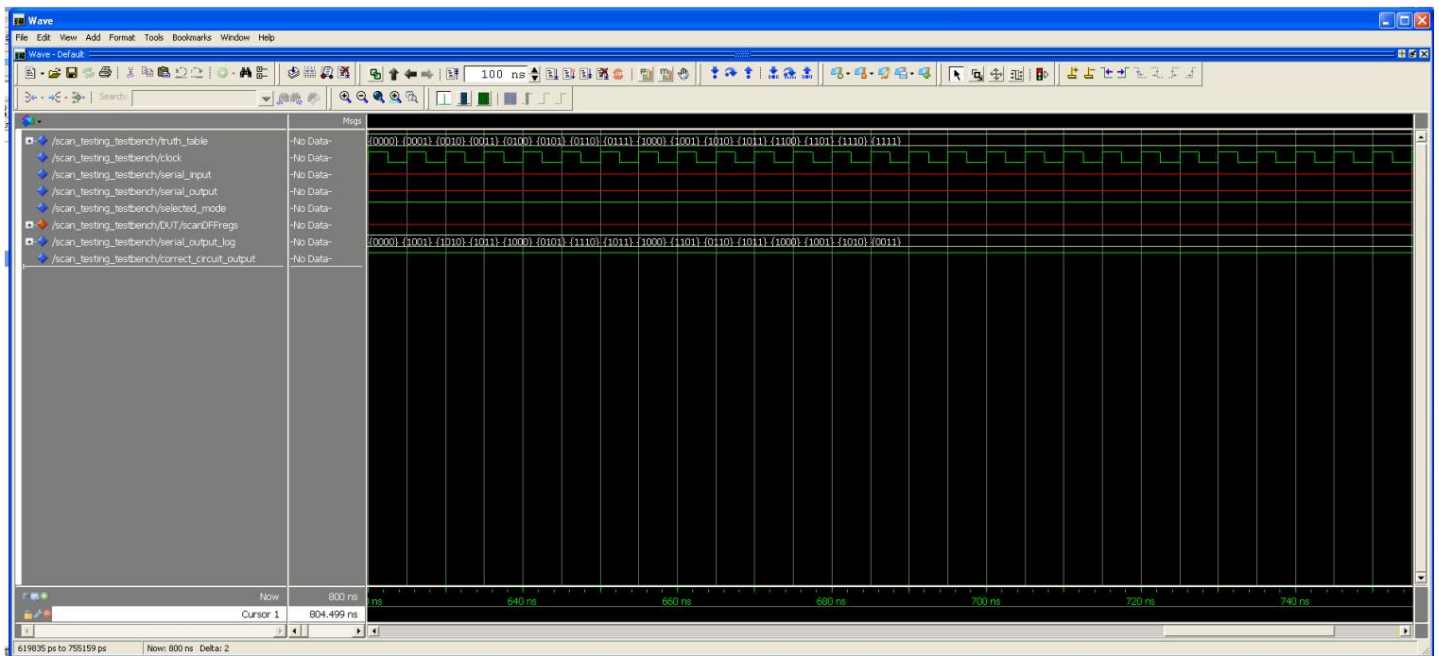 Wave
File Edit View Add Format Tools Bookmarks Window Help
Wave - Default
100 ns
Search:
Msgs
/scan_testing_testbench/truth_table -No Data- {0000} {0001} {0010} {0011} {0100} {0101} {0110} {0111} {1000} {1001} {1010} {1011} {1100} {1101} {1110} {1111}
/scan_testing_testbench/clock -No Data-
/scan_testing_testbench/serial_input -No Data-
/scan_testing_testbench/serial_output -No Data-
/scan_testing_testbench/selected_mode -No Data-
/scan_testing_testbench/DUT/scanDFFregs -No Data-
/scan_testing_testbench/serial_output_log -No Data- {0000} {1001} {1010} {1011} {1000} {0101} {1110} {1011} {1000} {1101} {0110} {1011} {1000} {1001} {1010} {0011}
/scan_testing_testbench/correct_circuit_output -No Data-
Now 800 ns ns 640 ns 660 ns 680 ns 700 ns 720 ns 740 ns
Cursor 1 804.499 ns
619835 ps to 755159 ps Now: 800 ns Delta: 2